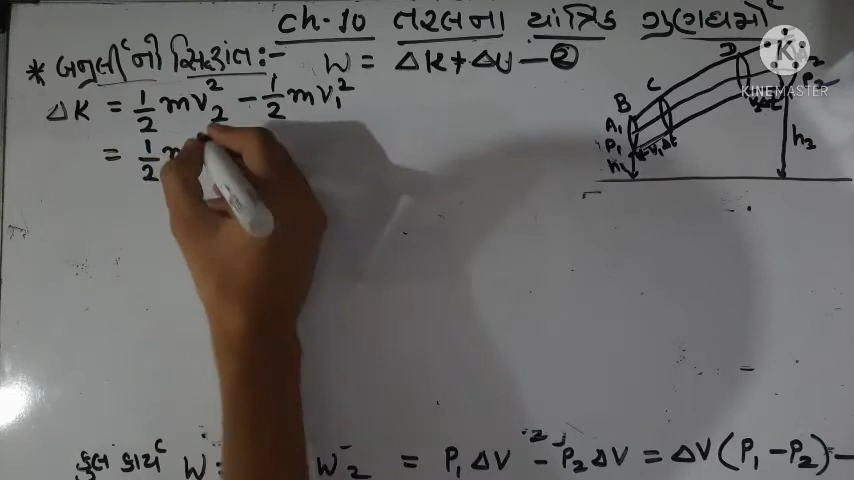 Ch-10 તરલના યાંત્રિક ગુણધર્મો
* બર્નુલીનો સિદ્ધાંત:- W = ΔK + ΔU - ②
ΔK = 1/2 mv₂² - 1/2 mv₁²
= 1/2 m
B C D
A₁
P₁ P₂
h₁ v₁Δt h₂
KINEMASTER
કુલ કાર્ય W = W₂ = P₁ΔV - P₂ΔV = ΔV(P₁ - P₂) -